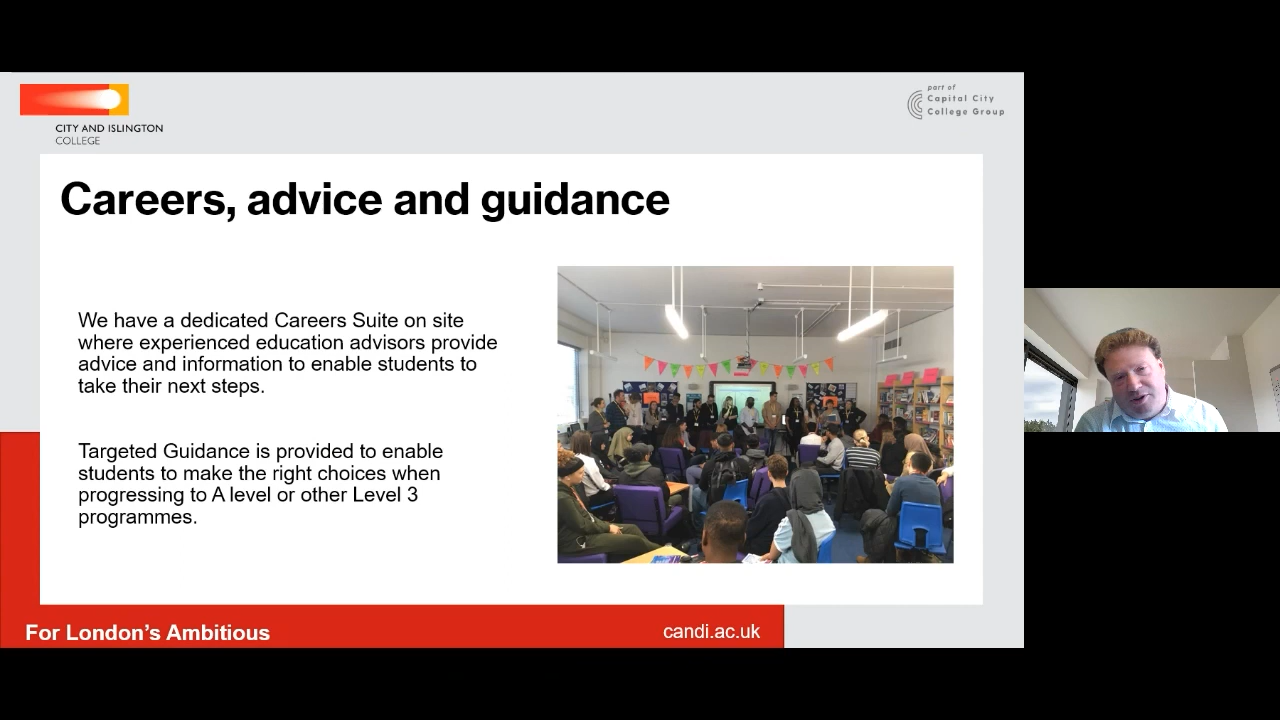 CITY AND ISLINGTON
COLLEGE
part of
Capital City
College Group
Careers, advice and guidance
We have a dedicated Careers Suite on site
where experienced education advisors provide
advice and information to enable students to
take their next steps.
Targeted Guidance is provided to enable
students to make the right choices when
progressing to A level or other Level 3
programmes.
For London's Ambitious
candi.ac.uk